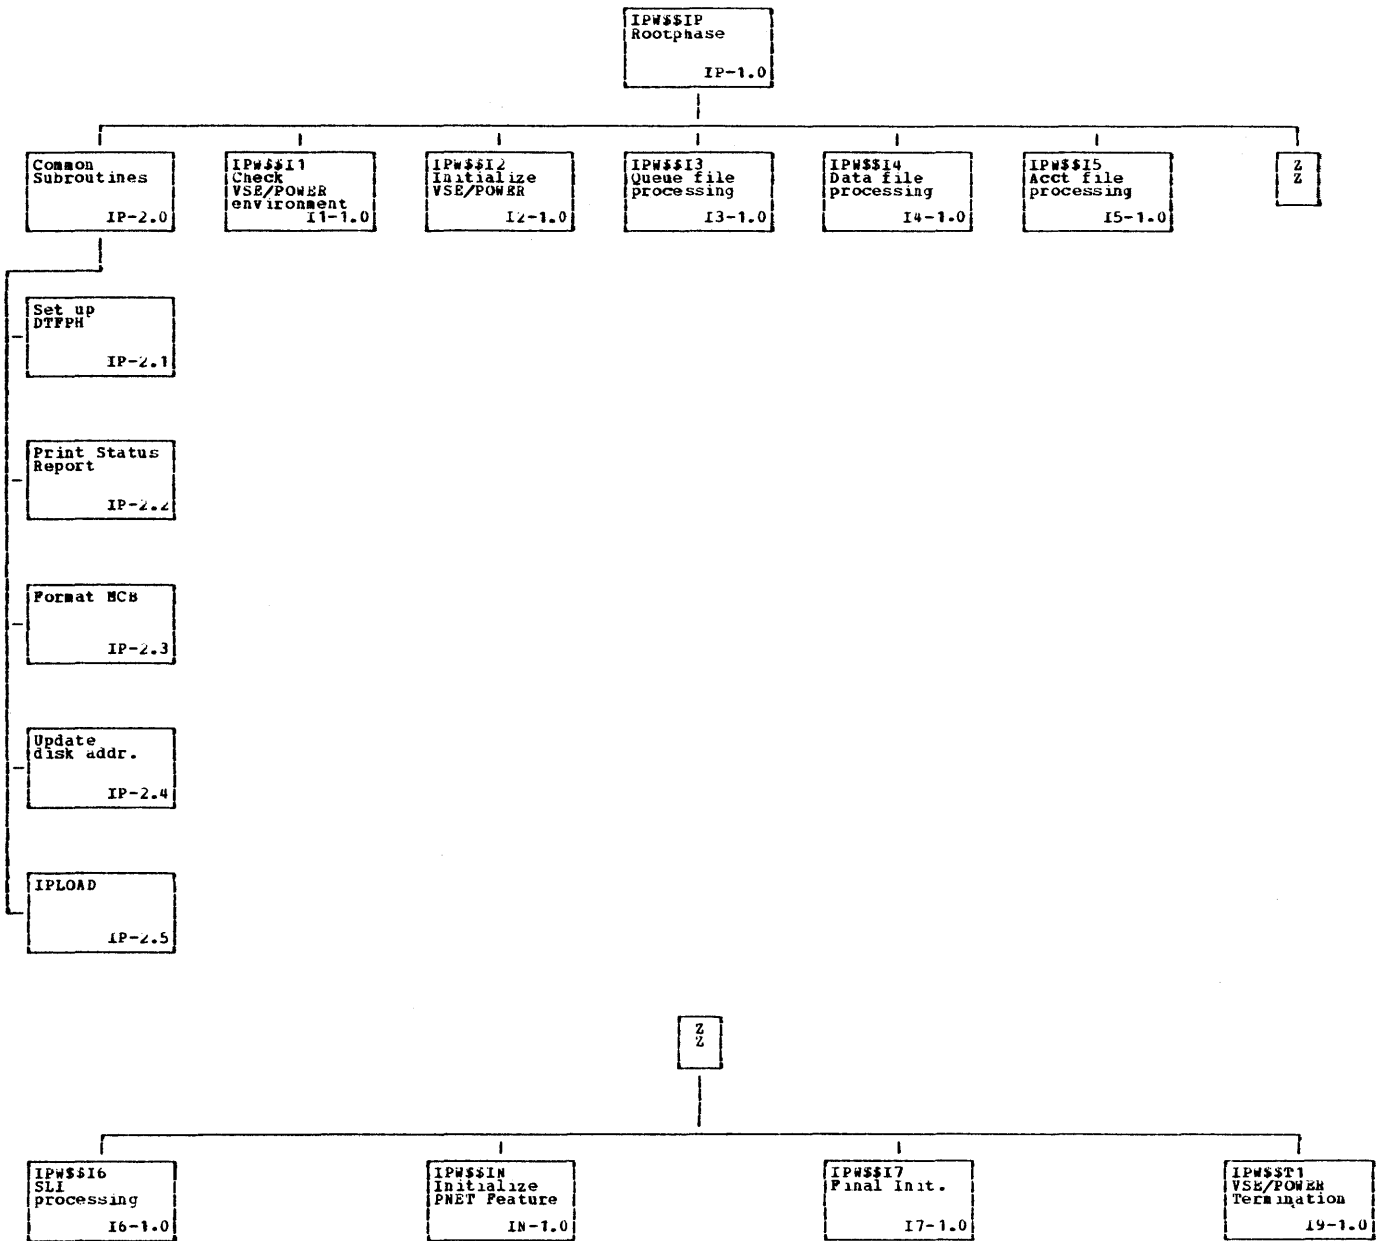 IPW$$IP
Rootphase
IP-1.0
Common
Subroutines
IP-2.0
IPW$$I1
Check
VSE/POWER
environment
I1-1.0
IPW$$I2
Initialize
VSE/POWER
I2-1.0
IPW$$I3
Queue file
processing
I3-1.0
IPW$$I4
Data file
processing
I4-1.0
IPW$$I5
Acct file
processing
I5-1.0
Z
Z
Set up
DTFPH
IP-2.1
Print Status
Report
IP-2.2
Format MCB
IP-2.3
Update
disk addr.
IP-2.4
IPLOAD
IP-2.5
Z
Z
IPW$$I6
SLI
processing
I6-1.0
IPW$$IN
Initialize
PNET Feature
IN-1.0
IPW$$I7
Final Init.
I7-1.0
IPW$$T1
VSE/POWER
Termination
I9-1.0